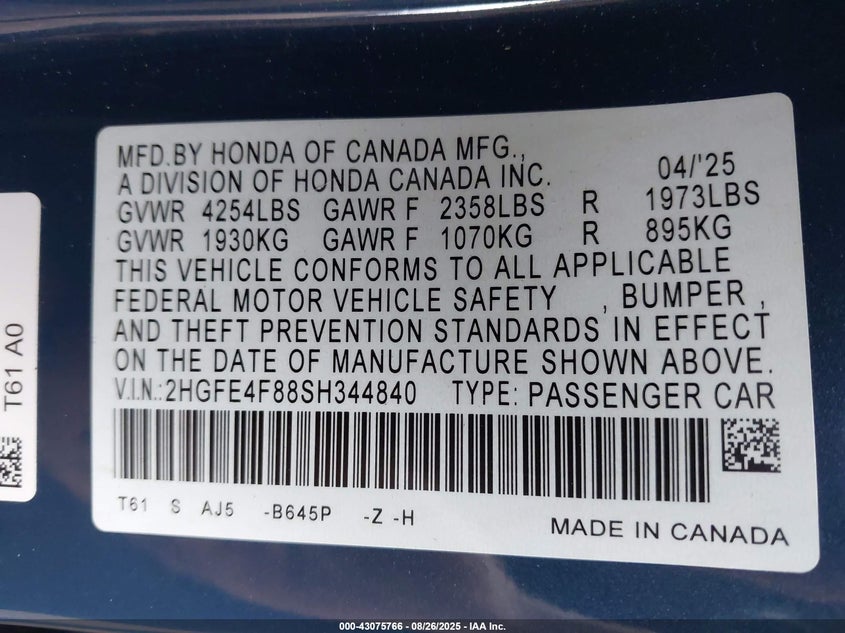 MFD.BY HONDA OF CANADA MFG.,
A DIVISION OF HONDA CANADA INC. 04/'25
GVWR 4254LBS GAWR F 2358LBS R 1973LBS
GVWR 1930KG GAWR F 1070KG R 895KG
THIS VEHICLE CONFORMS TO ALL APPLICABLE
FEDERAL MOTOR VEHICLE SAFETY , BUMPER ,
AND THEFT PREVENTION STANDARDS IN EFFECT
ON THE DATE OF MANUFACTURE SHOWN ABOVE.
V.I.N.:2HGFE4F88SH344840 TYPE: PASSENGER CAR
T61 S AJ5 -B645P -Z -H
MADE IN CANADA
T61 A0
000-43075766 - 08/26/2025 - IAA Inc.